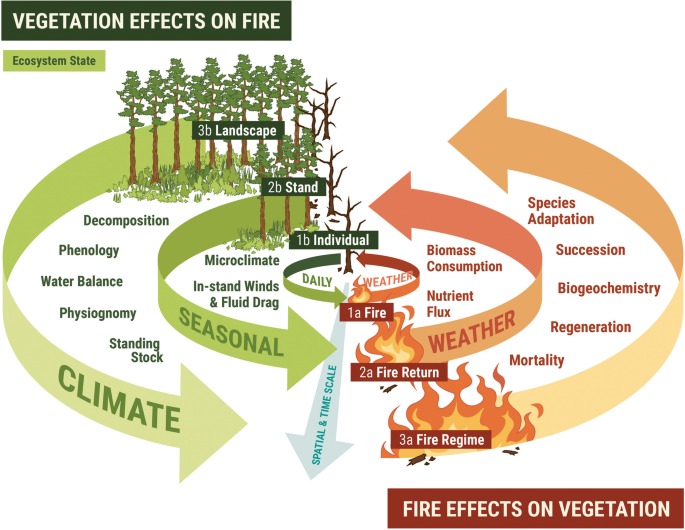 VEGETATION EFFECTS ON FIRE
Ecosystem State
3b Landscape
2b Stand
1b Individual
Decomposition
Phenology
Water Balance
Physiognomy
Standing
Stock
Microclimate
In-stand Winds
& Fluid Drag
DAILY
WEATHER
SEASONAL
WEATHER
CLIMATE
Biomass
Consumption
Nutrient
Flux
Species
Adaptation
Succession
Biogeochemistry
Regeneration
Mortality
1a Fire
2a Fire Return
3a Fire Regime
SPATIAL & TIME SCALE
FIRE EFFECTS ON VEGETATION